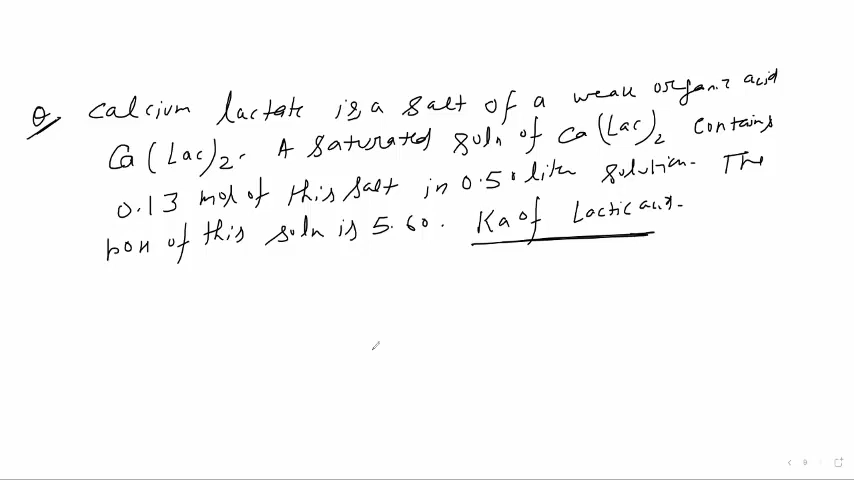 Q, calcium lactate is a salt of a weak organic acid
Ca(Lac)2. A saturated soln of Ca(Lac)2 contains
0.13 mol of this salt in 0.50 liter solution. The
pOH of this soln is 5.60. Ka of Lactic acid.
9